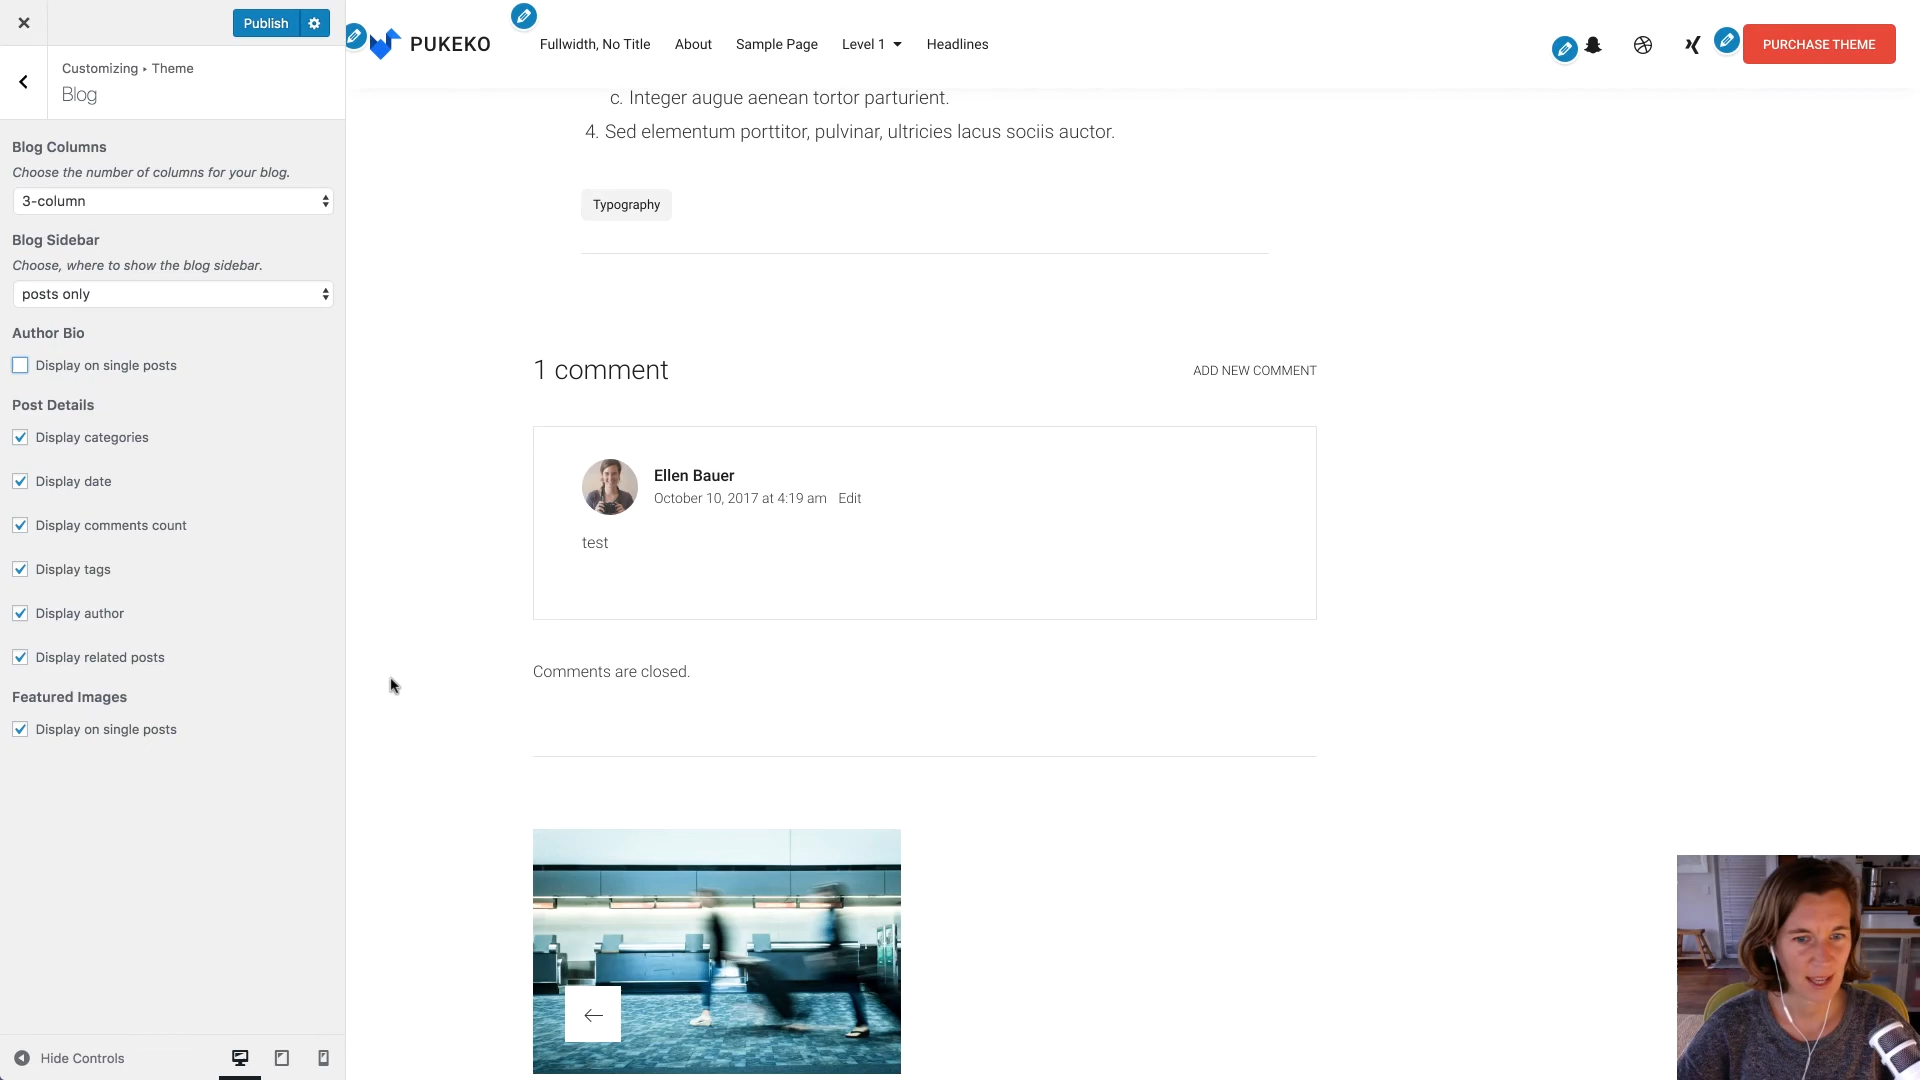 Publish
Customizing ▸ Theme
Blog
Blog Columns
Choose the number of columns for your blog.
3-column
Blog Sidebar
Choose, where to show the blog sidebar.
posts only
Author Bio
Display on single posts
Post Details
Display categories
Display date
Display comments count
Display tags
Display author
Display related posts
Featured Images
Display on single posts
Hide Controls
PUKEKO
Fullwidth, No Title
About
Sample Page
Level 1
Headlines
PURCHASE THEME
c. Integer augue aenean tortor parturient.
4. Sed elementum porttitor, pulvinar, ultricies lacus sociis auctor.
Typography
1 comment
ADD NEW COMMENT
Ellen Bauer
October 10, 2017 at 4:19 am Edit
test
Comments are closed.